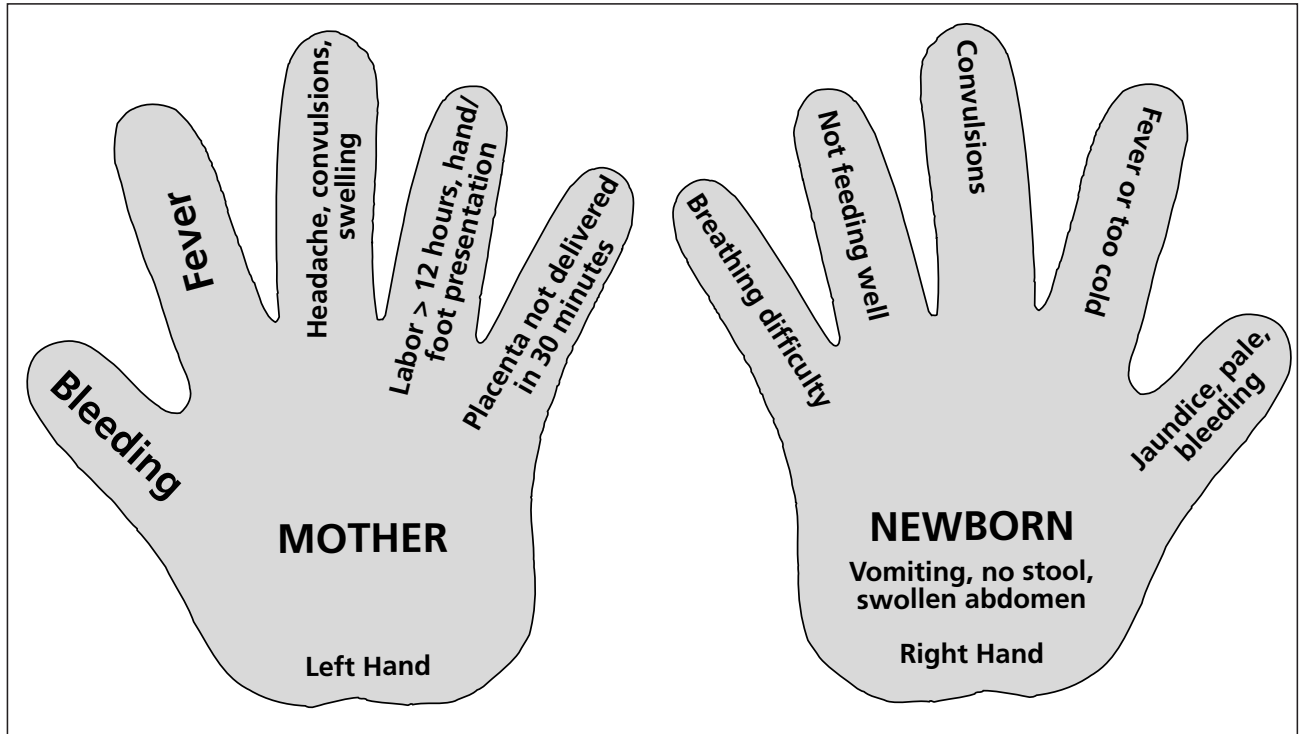 Bleeding
Fever
Headache, convulsions,
swelling
Labor > 12 hours, hand/
foot presentation
Placenta not delivered
in 30 minutes
MOTHER
Left Hand
Breathing difficulty
Not feeding well
Convulsions
Fever or too cold
Jaundice, pale,
bleeding
NEWBORN
Vomiting, no stool,
swollen abdomen
Right Hand